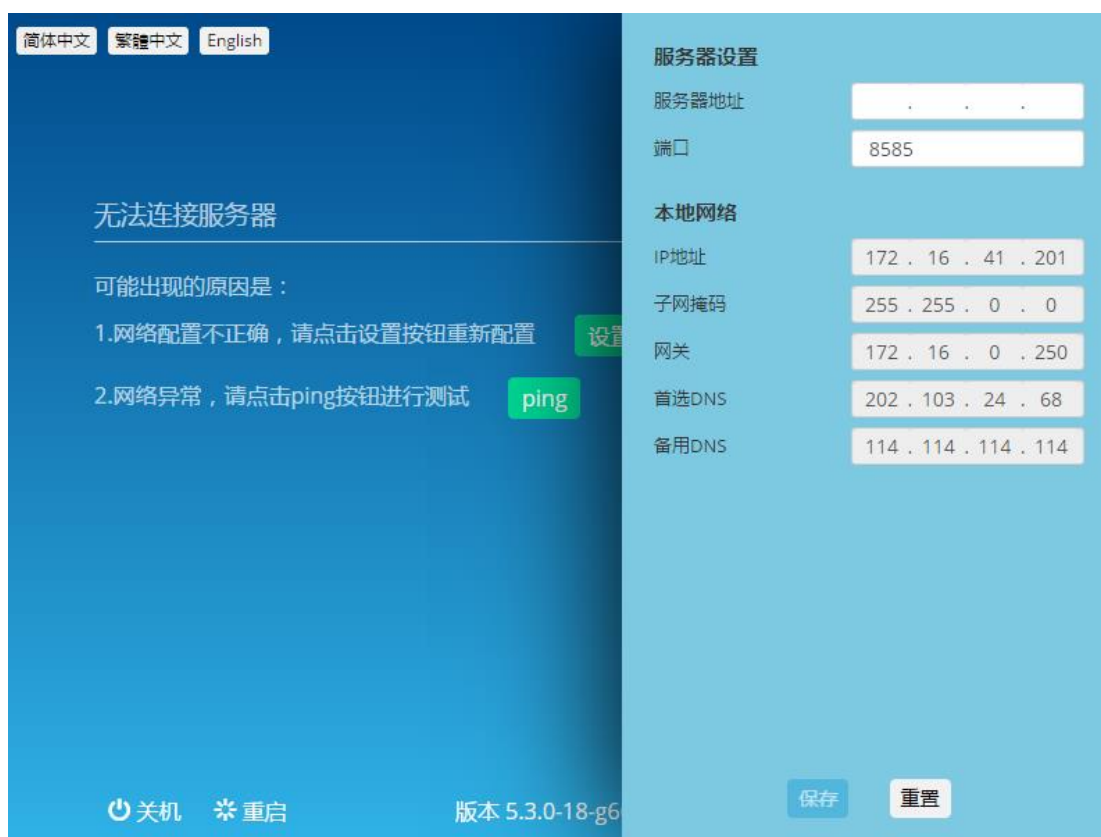 简体中文 繁體中文 English
无法连接服务器
可能出现的原因是：
1.网络配置不正确，请点击设置按钮重新配置 设置
2.网络异常，请点击ping按钮进行测试 ping
关机 重启 版本 5.3.0-18-g6
服务器设置
服务器地址 . . .
端口 8585
本地网络
IP地址 172 . 16 . 41 . 201
子网掩码 255 . 255 . 0 . 0
网关 172 . 16 . 0 . 250
首选DNS 202 . 103 . 24 . 68
备用DNS 114 . 114 . 114 . 114
保存 重置